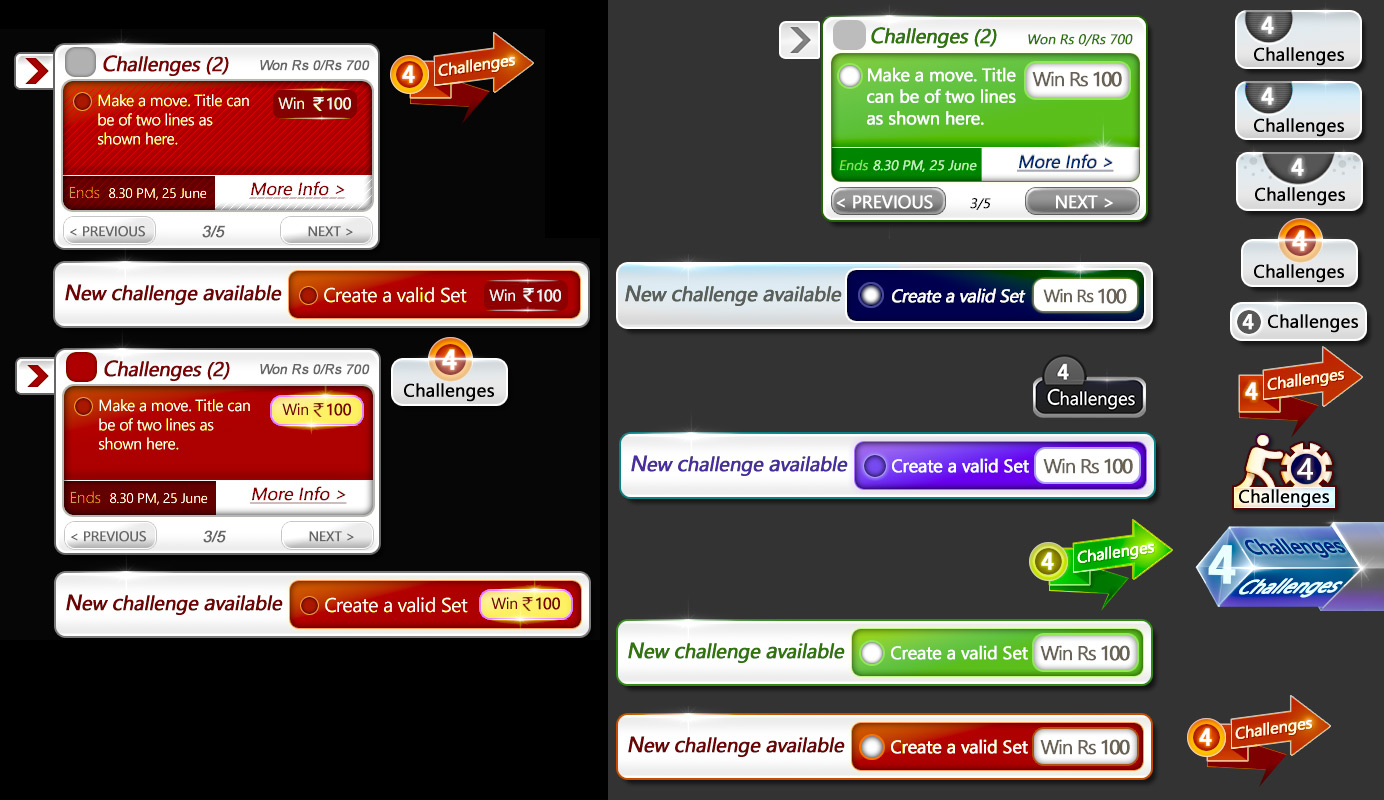 Challenges (2) Won Rs 0/Rs 700
Make a move. Title can
be of two lines as
shown here.
Win ₹100
Ends 8.30 PM, 25 June More Info >
< PREVIOUS 3/5 NEXT >
4 Challenges
New challenge available Create a valid Set Win ₹100
Challenges (2) Won Rs 0/Rs 700
Make a move. Title can
be of two lines as
shown here.
Win ₹100
Ends 8.30 PM, 25 June More Info >
< PREVIOUS 3/5 NEXT >
4
Challenges
New challenge available Create a valid Set Win ₹100
Challenges (2) Won Rs 0/Rs 700
Make a move. Title
can be of two lines
as shown here.
Win Rs 100
Ends 8.30 PM, 25 June More Info >
< PREVIOUS 3/5 NEXT >
New challenge available Create a valid Set Win Rs 100
4
Challenges
New challenge available Create a valid Set Win Rs 100
4 Challenges
New challenge available Create a valid Set Win Rs 100
New challenge available Create a valid Set Win Rs 100
4
Challenges
4
Challenges
4
Challenges
4
Challenges
4 Challenges
4 Challenges
4
Challenges
4 Challenges
Challenges
4 Challenges